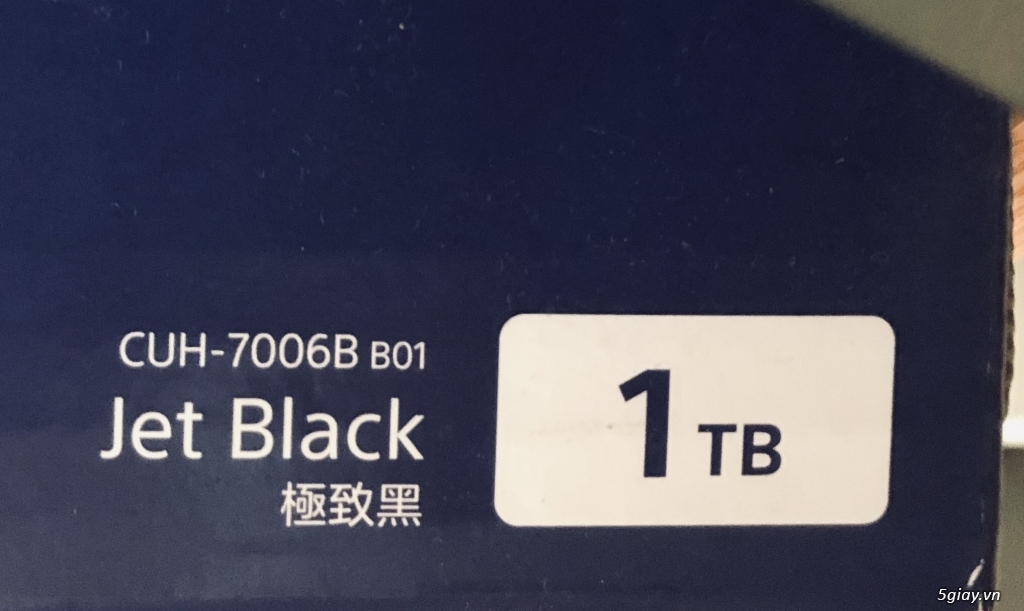 CUH-7006B B01
Jet Black
極致黑
1 TB
5giay.vn